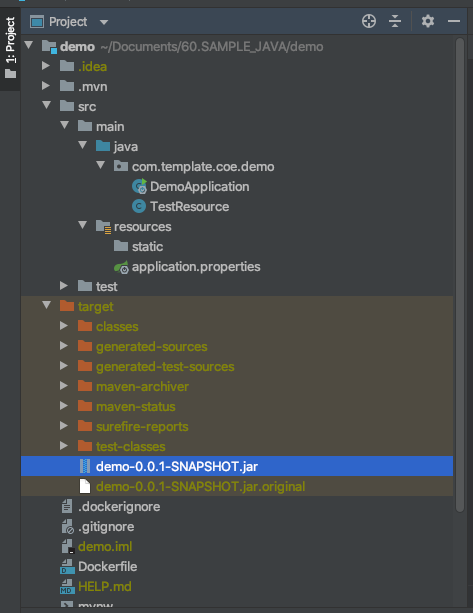 Project
1: Project
demo ~/Documents/60.SAMPLE_JAVA/demo
.idea
.mvn
src
main
java
com.template.coe.demo
DemoApplication
TestResource
resources
static
application.properties
test
target
classes
generated-sources
generated-test-sources
maven-archiver
maven-status
surefire-reports
test-classes
demo-0.0.1-SNAPSHOT.jar
demo-0.0.1-SNAPSHOT.jar.original
.dockerignore
.gitignore
demo.iml
Dockerfile
HELP.md
mvnw